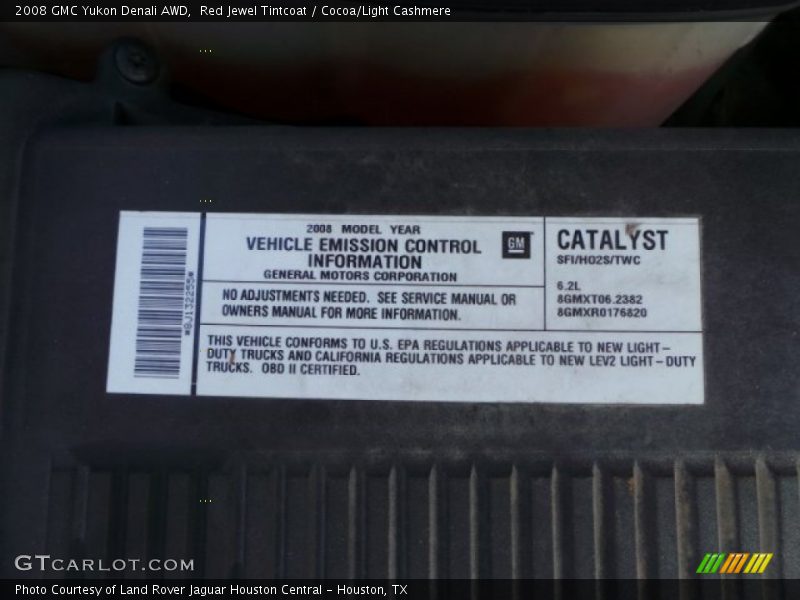 2008 GMC Yukon Denali AWD, Red Jewel Tintcoat / Cocoa/Light Cashmere
2008 MODEL YEAR
VEHICLE EMISSION CONTROL
INFORMATION
GENERAL MOTORS CORPORATION
GM
CATALYST
SFI/HO2S/TWC
6.2L
8GMXT06.2382
8GMXR0176820
NO ADJUSTMENTS NEEDED. SEE SERVICE MANUAL OR
OWNERS MANUAL FOR MORE INFORMATION.
THIS VEHICLE CONFORMS TO U.S. EPA REGULATIONS APPLICABLE TO NEW LIGHT-
DUTY TRUCKS AND CALIFORNIA REGULATIONS APPLICABLE TO NEW LEV2 LIGHT-DUTY
TRUCKS. OBD II CERTIFIED.
*8J132255*
GTCARLOT.COM
Photo Courtesy of Land Rover Jaguar Houston Central - Houston, TX